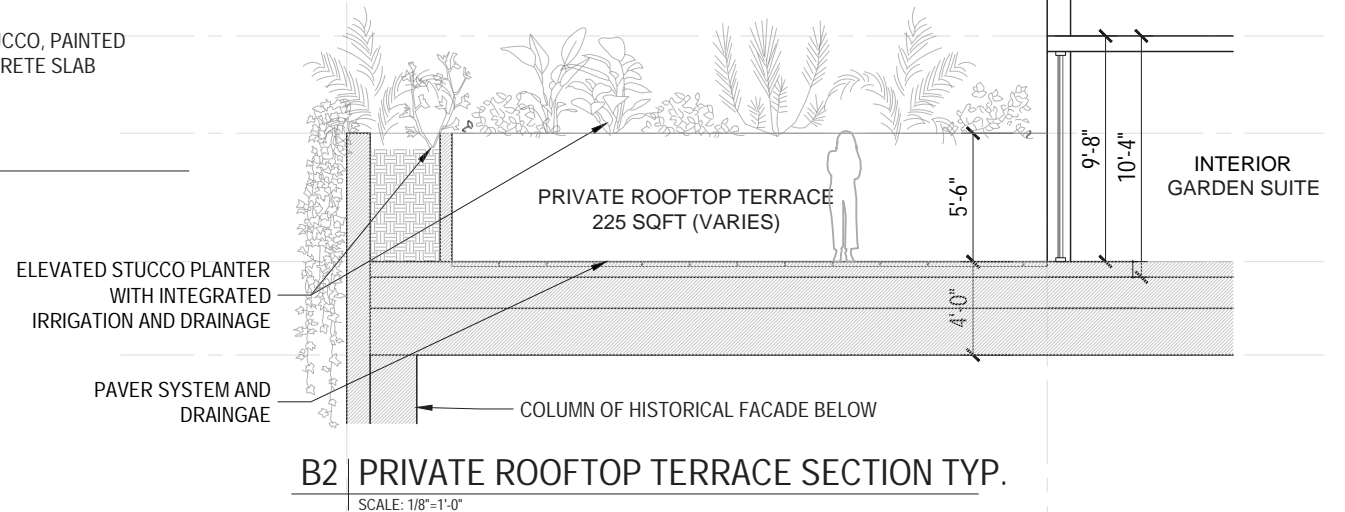 CCO, PAINTED
RETE SLAB
9'-8"
10'-4"
INTERIOR
GARDEN SUITE
PRIVATE ROOFTOP TERRACE
225 SQFT (VARIES)
5'-6"
ELEVATED STUCCO PLANTER
WITH INTEGRATED
IRRIGATION AND DRAINAGE
4'-0"
PAVER SYSTEM AND
DRAINGAE
COLUMN OF HISTORICAL FACADE BELOW
B2 PRIVATE ROOFTOP TERRACE SECTION TYP.
SCALE: 1/8"=1'-0"